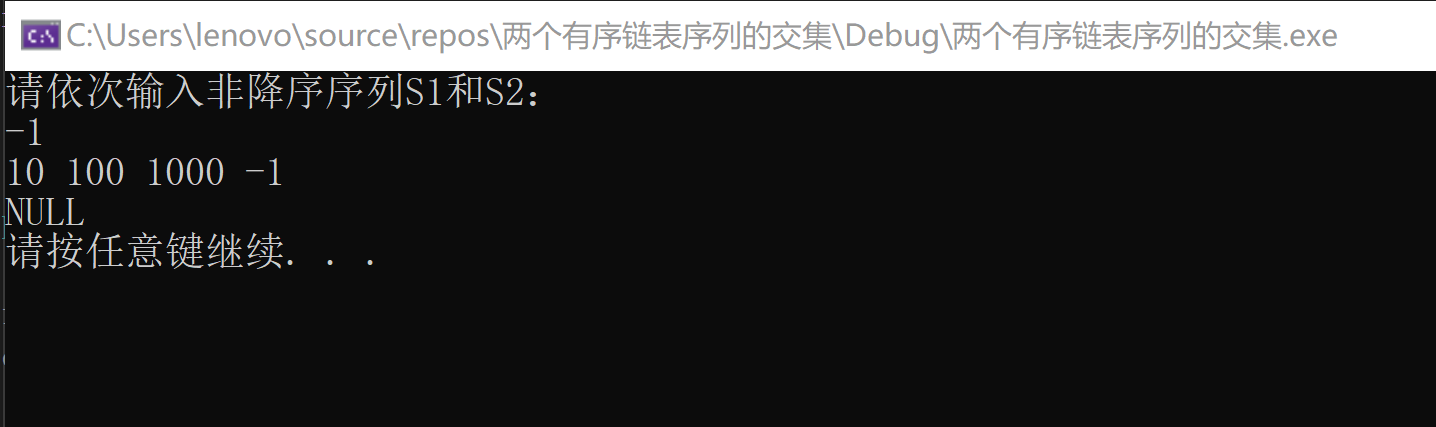 C:\Users\lenovo\source\repos\两个有序链表序列的交集\Debug\两个有序链表序列的交集.exe
请依次输入非降序序列S1和S2：
-1
10 100 1000 -1
NULL
请按任意键继续. . .